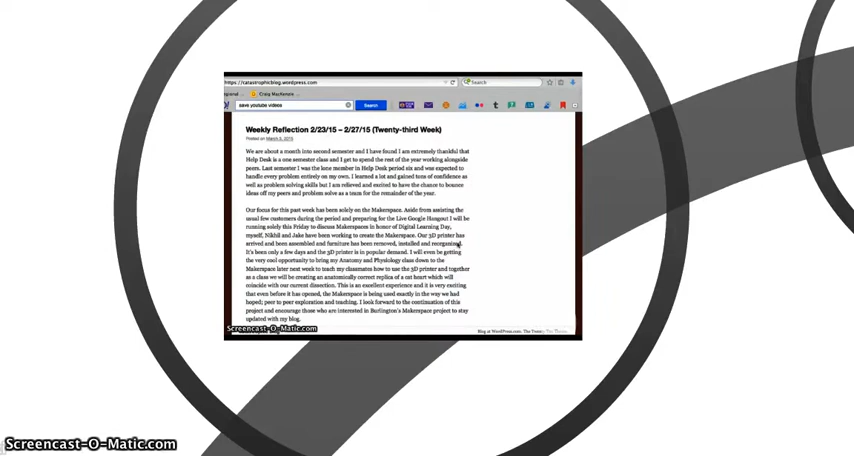 https://catastrophicblog.wordpress.com
Search
Craig MacKenzie ...
save youtube videos
Search
Weekly Reflection 2/23/15 – 2/27/15 (Twenty-third Week)
Posted on March 5, 2015
We are about a month into second semester and I have found I am extremely thankful that
Help Desk is a one semester class and I get to spend the rest of the year working alongside
peers. Last semester I was the lone member in Help Desk period six and was expected to
handle every problem entirely on my own. I learned a lot and gained tons of confidence as
well as problem solving skills but I am relieved and excited to have the chance to bounce
ideas off my peers and problem solve as a team for the remainder of the year.
Our focus for this past week has been solely on the Makerspace. Aside from assisting the
usual few customers during the period and preparing for the Live Google Hangout I will be
running solely this Friday to discuss Makerspaces in honor of Digital Learning Day,
myself, Nikhil and Jake have been working to create the Makerspace. Our 3D printer has
arrived and been assembled and furniture has been removed, installed and reorganized.
It's been only a few days and the 3D printer is in popular demand. I will even be getting
the very cool opportunity to bring my Anatomy and Physiology class down to the
Makerspace later next week to teach my classmates how to use the 3D printer and together
as a class we will be creating an anatomically correct replica of a cat heart which will
coincide with our current dissection. This is an excellent experience and it is very exciting
that even before it has opened, the Makerspace is being used exactly in the way we had
hoped; peer to peer exploration and teaching. I look forward to the continuation of this
project and encourage those who are interested in Burlington's Makerspace project to stay
updated with my blog.
Screencast-O-Matic.com
Blog at WordPress.com. The Twenty Ten Theme.
Screencast-O-Matic.com